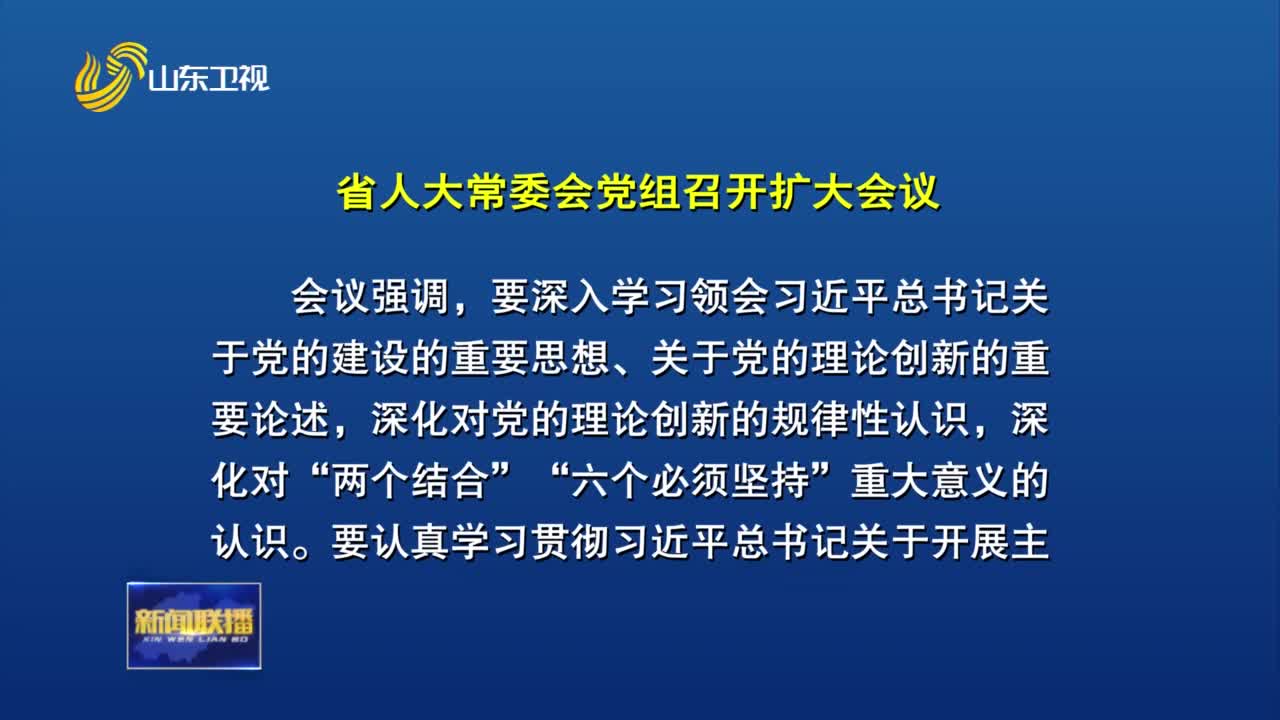 山东卫视
省人大常委会党组召开扩大会议
会议强调，要深入学习领会习近平总书记关
于党的建设的重要思想、关于党的理论创新的重
要论述，深化对党的理论创新的规律性认识，深
化对“两个结合”“六个必须坚持”重大意义的
认识。要认真学习贯彻习近平总书记关于开展主
新闻联播
XIN WEN LIAN BO